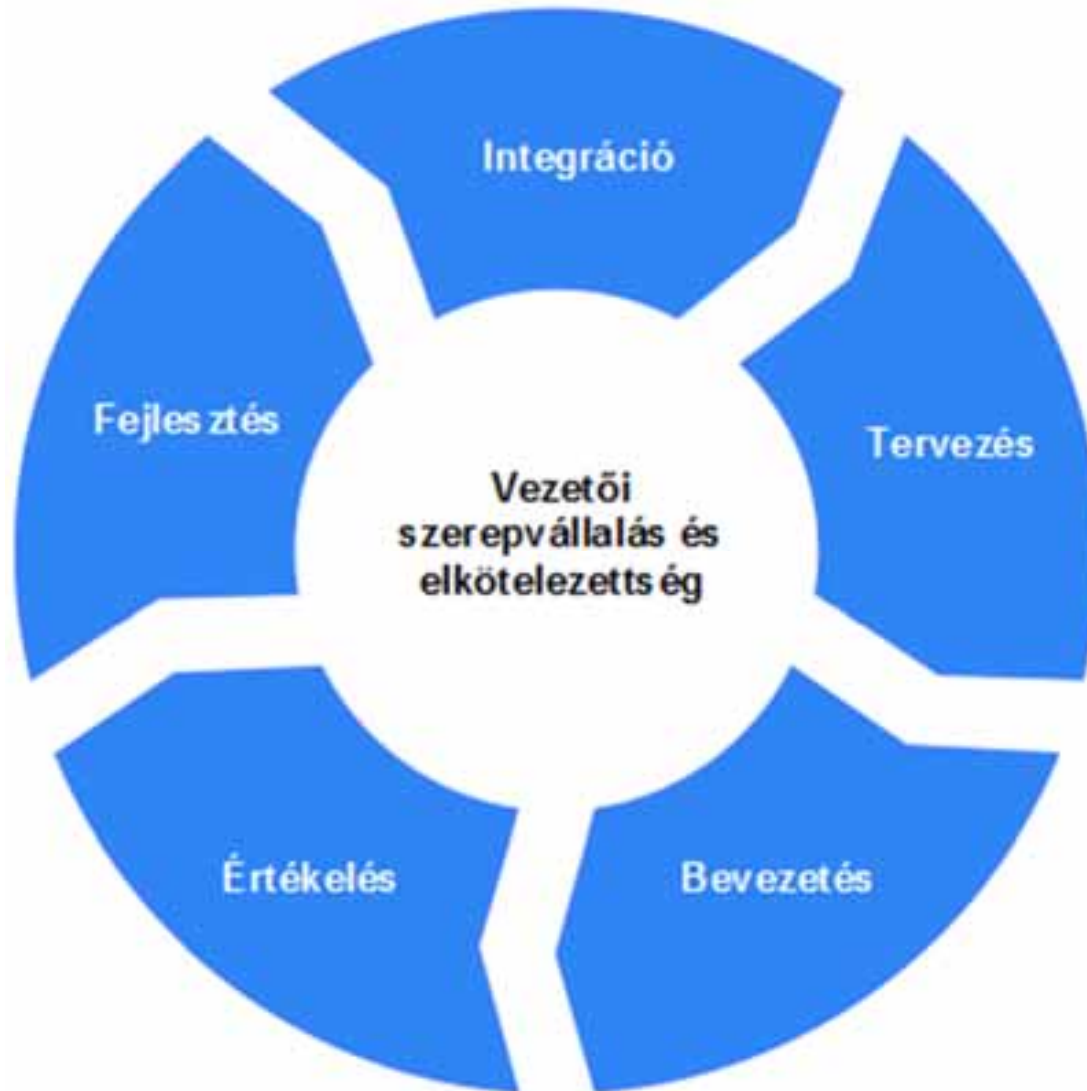 Integráció
Tervezés
Bevezetés
Értékelés
Fejlesztés
Vezetői
szerepvállalás és
elkötelezettség